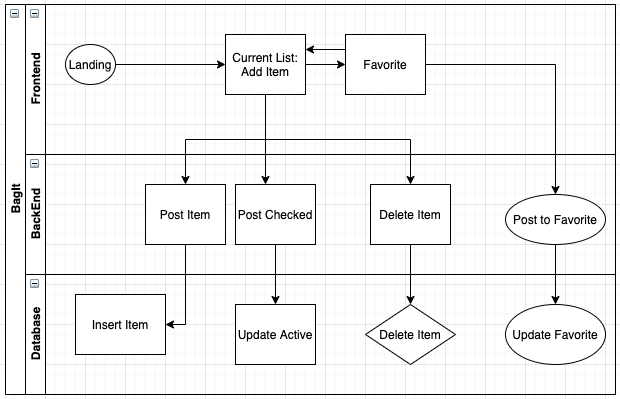 BagIt
Frontend
Landing
Current List:
Add Item
Favorite
BackEnd
Post Item
Post Checked
Delete Item
Post to Favorite
Database
Insert Item
Update Active
Delete Item
Update Favorite